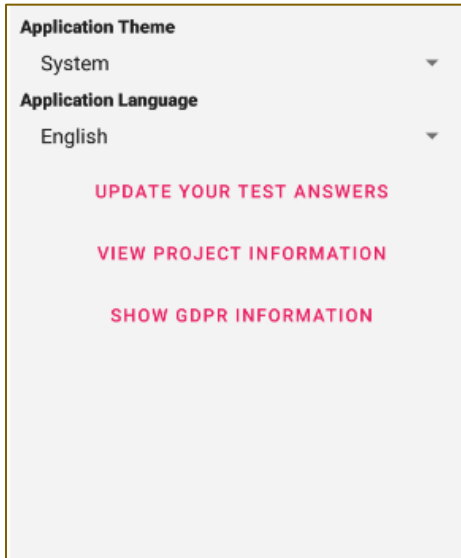 Application Theme
System
Application Language
English
UPDATE YOUR TEST ANSWERS
VIEW PROJECT INFORMATION
SHOW GDPR INFORMATION